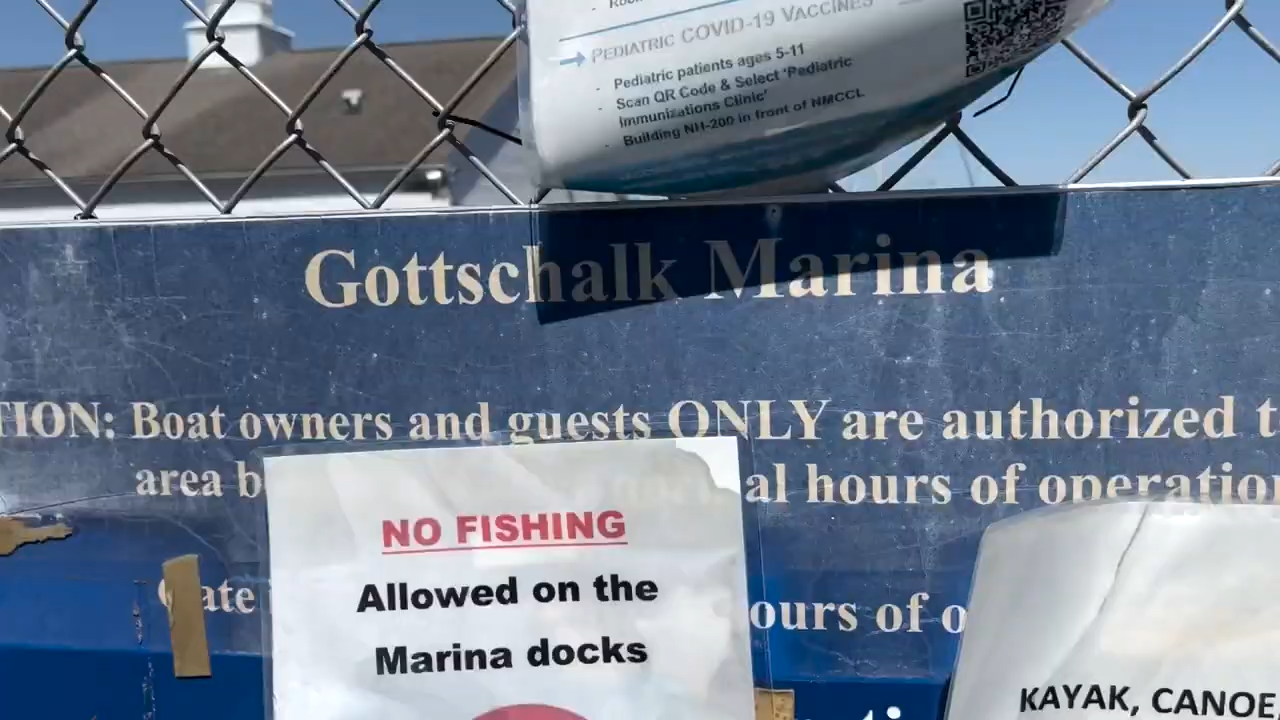 PEDIATRIC COVID-19 VACCINES
- Pediatric patients ages 5-11
- Scan QR Code & Select 'Pediatric
Immunizations Clinic'
- Building NH-200 in front of NMCCL
Gottschalk Marina
TION: Boat owners and guests ONLY are authorized t
area b al hours of operation
ate
ours of o
NO FISHING
Allowed on the
Marina docks
KAYAK, CANOE,